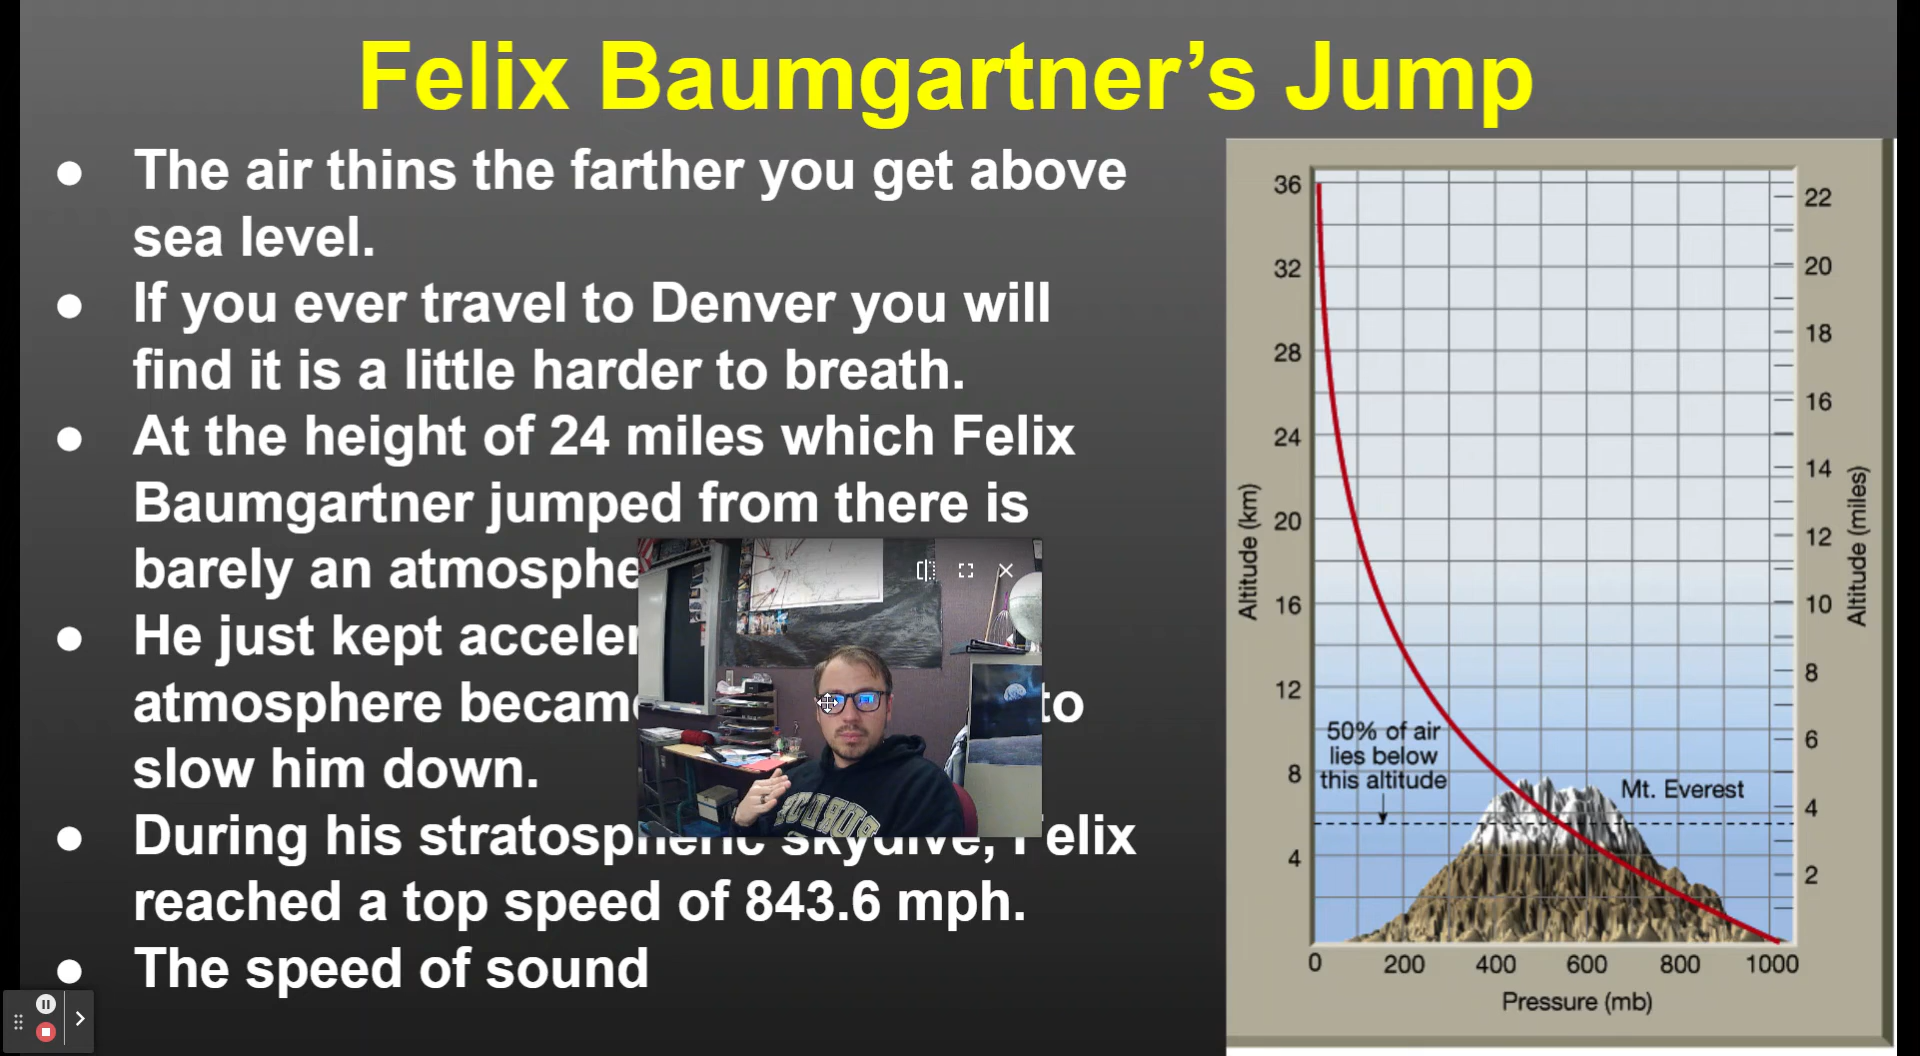 Felix Baumgartner's Jump
● The air thins the farther you get above
sea level.
● If you ever travel to Denver you will
find it is a little harder to breath.
● At the height of 24 miles which Felix
Baumgartner jumped from there is
barely an atmosphe
● He just kept acceler
atmosphere became to
slow him down.
● During his stratospheric skydive, Felix
reached a top speed of 843.6 mph.
● The speed of sound
36
32
28
24
20
16
12
8
4
Altitude (km)
22
20
18
16
14
12
10
8
6
4
2
Altitude (miles)
50% of air
lies below
this altitude
Mt. Everest
0 200 400 600 800 1000
Pressure (mb)
PURDUE